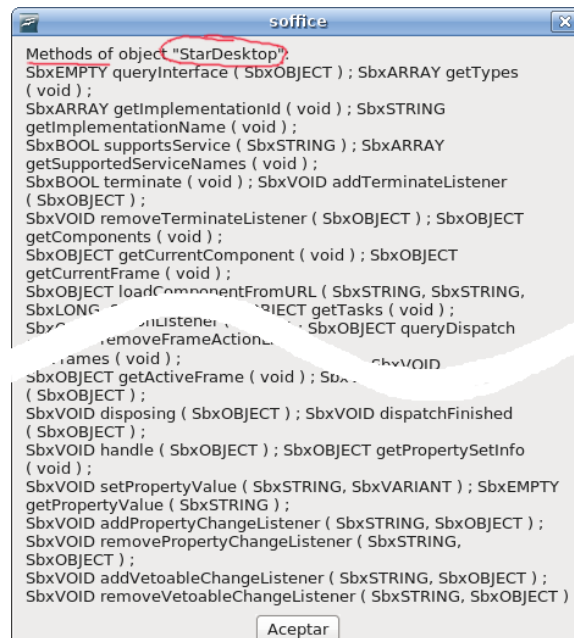 soffice
Methods of object "StarDesktop":
SbxEMPTY queryInterface ( SbxOBJECT ) ; SbxARRAY getTypes
( void ) ;
SbxARRAY getImplementationId ( void ) ; SbxSTRING
getImplementationName ( void ) ;
SbxBOOL supportsService ( SbxSTRING ) ; SbxARRAY
getSupportedServiceNames ( void ) ;
SbxBOOL terminate ( void ) ; SbxVOID addTerminateListener
( SbxOBJECT ) ;
SbxVOID removeTerminateListener ( SbxOBJECT ) ; SbxOBJECT
getComponents ( void ) ;
SbxOBJECT getCurrentComponent ( void ) ; SbxOBJECT
getCurrentFrame ( void ) ;
SbxOBJECT loadComponentFromURL ( SbxSTRING, SbxSTRING,
SbxLONG, getTasks ( void ) ;
SbxOBJECT queryDispatch
( void ) ; SbxVOID
SbxOBJECT getActiveFrame ( void ) ;
( SbxOBJECT ) ;
SbxVOID disposing ( SbxOBJECT ) ; SbxVOID dispatchFinished
( SbxOBJECT ) ;
SbxVOID handle ( SbxOBJECT ) ; SbxOBJECT getPropertySetInfo
( void ) ;
SbxVOID setPropertyValue ( SbxSTRING, SbxVARIANT ) ; SbxEMPTY
getPropertyValue ( SbxSTRING ) ;
SbxVOID addPropertyChangeListener ( SbxSTRING, SbxOBJECT ) ;
SbxVOID removePropertyChangeListener ( SbxSTRING,
SbxOBJECT ) ;
SbxVOID addVetoableChangeListener ( SbxSTRING, SbxOBJECT ) ;
SbxVOID removeVetoableChangeListener ( SbxSTRING, SbxOBJECT )
Aceptar